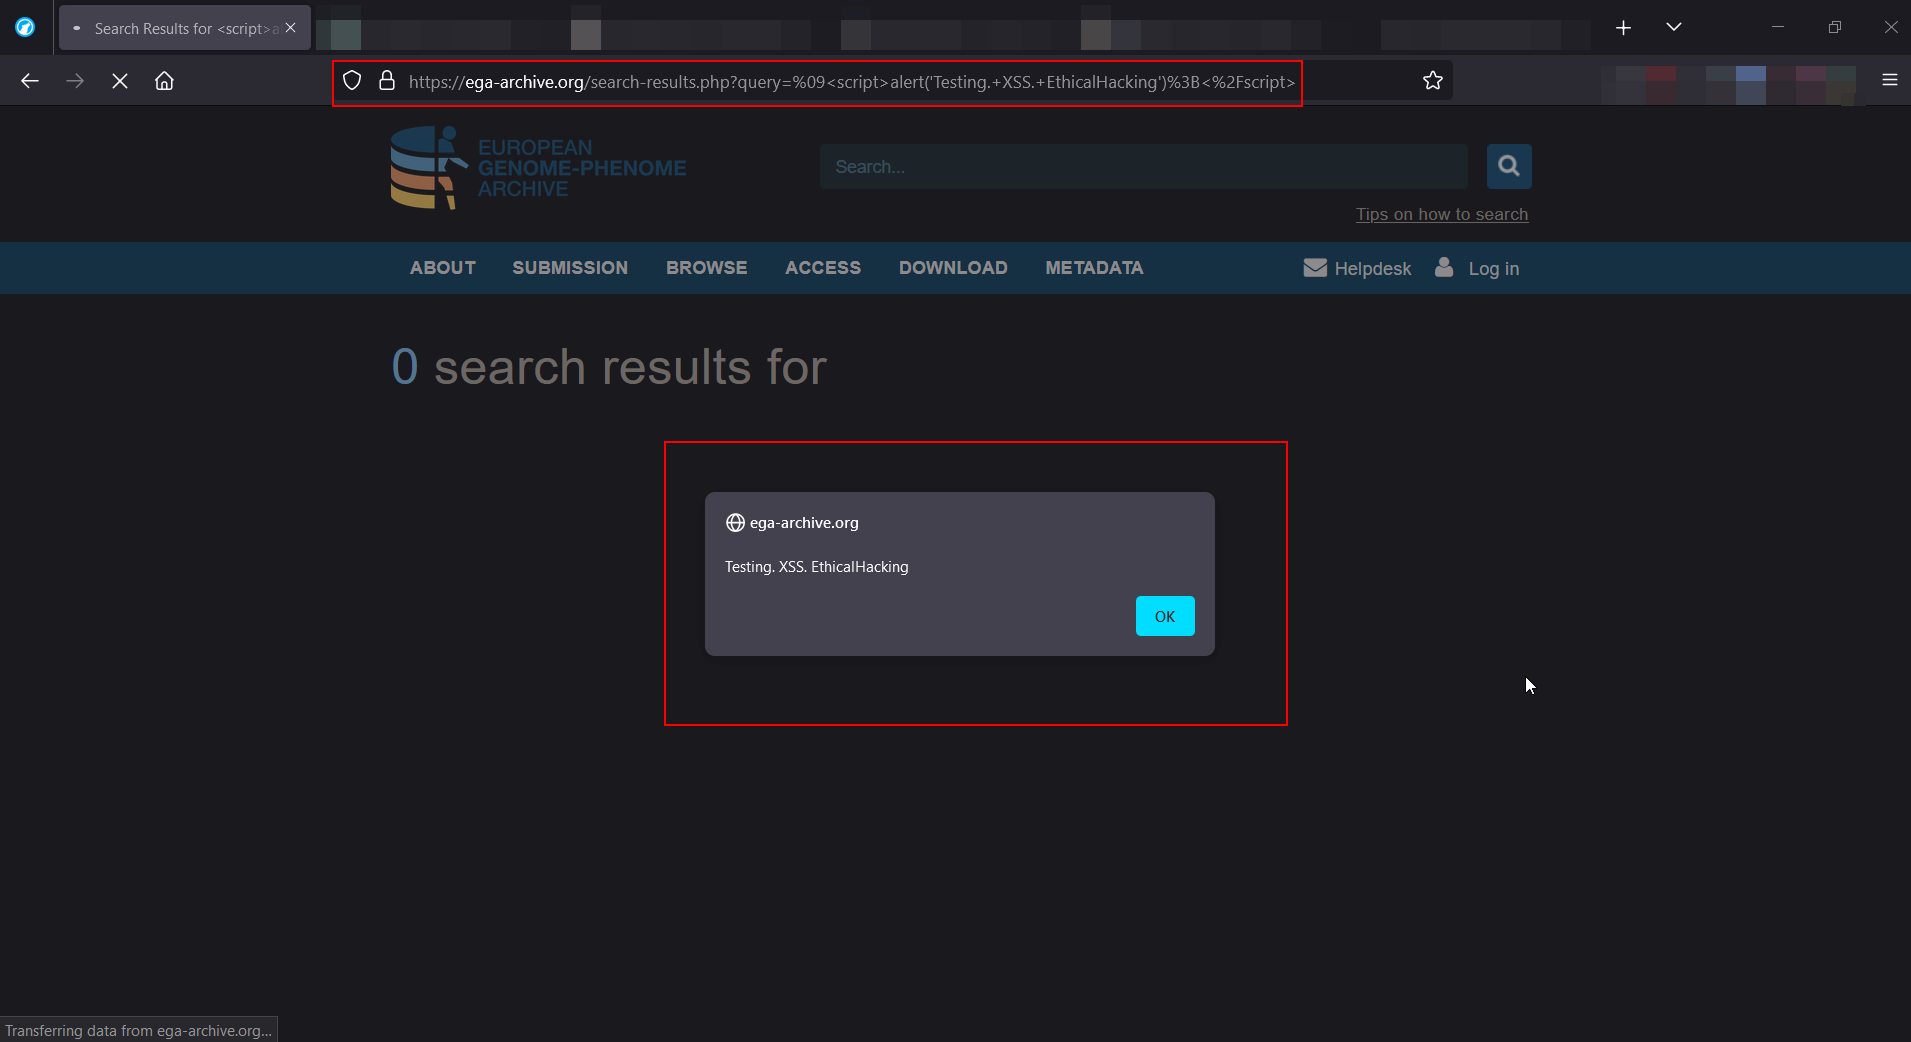 Search Results for <script>a
https://ega-archive.org/search-results.php?query=%09<script>alert('Testing.+XSS.+EthicalHacking')%3B<%2Fscript>
EUROPEAN
GENOME-PHENOME
ARCHIVE
Search...
Tips on how to search
ABOUT SUBMISSION BROWSE ACCESS DOWNLOAD METADATA Helpdesk Log in
0 search results for
ega-archive.org
Testing. XSS. EthicalHacking
OK
Transferring data from ega-archive.org...